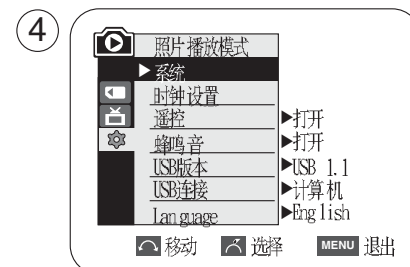 4
照片播放模式
系统
时钟设置
遥控 打开
蜂鸣音 打开
USB版本 USB 1.1
USB连接 计算机
Language English
移动 选择 MENU 退出